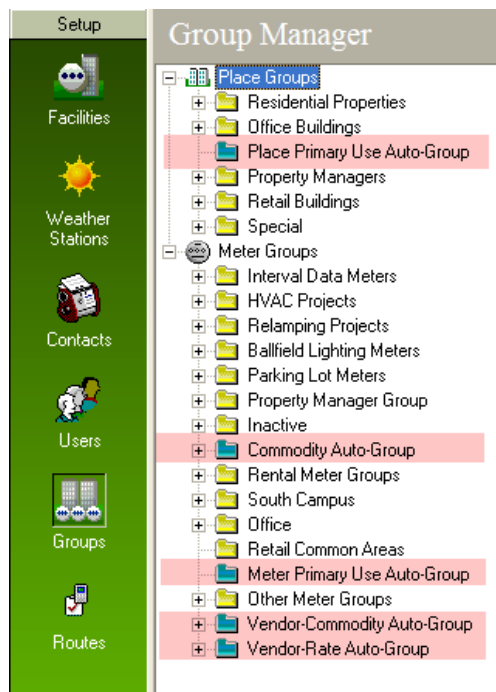 Setup
Facilities
Weather
Stations
Contacts
Users
Groups
Routes
Group Manager
Place Groups
Residential Properties
Office Buildings
Place Primary Use Auto-Group
Property Managers
Retail Buildings
Special
Meter Groups
Interval Data Meters
HVAC Projects
Relamping Projects
Ballfield Lighting Meters
Parking Lot Meters
Property Manager Group
Inactive
Commodity Auto-Group
Rental Meter Groups
South Campus
Office
Retail Common Areas
Meter Primary Use Auto-Group
Other Meter Groups
Vendor-Commodity Auto-Group
Vendor-Rate Auto-Group